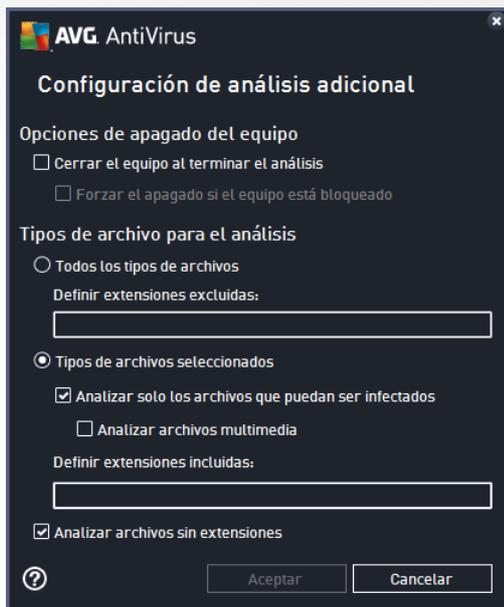 AVG. AntiVirus
Configuración de análisis adicional
Opciones de apagado del equipo
Cerrar el equipo al terminar el análisis
Forzar el apagado si el equipo está bloqueado
Tipos de archivo para el análisis
Todos los tipos de archivos
Definir extensiones excluidas:
Tipos de archivos seleccionados
Analizar solo los archivos que puedan ser infectados
Analizar archivos multimedia
Definir extensiones incluidas:
Analizar archivos sin extensiones
Aceptar
Cancelar